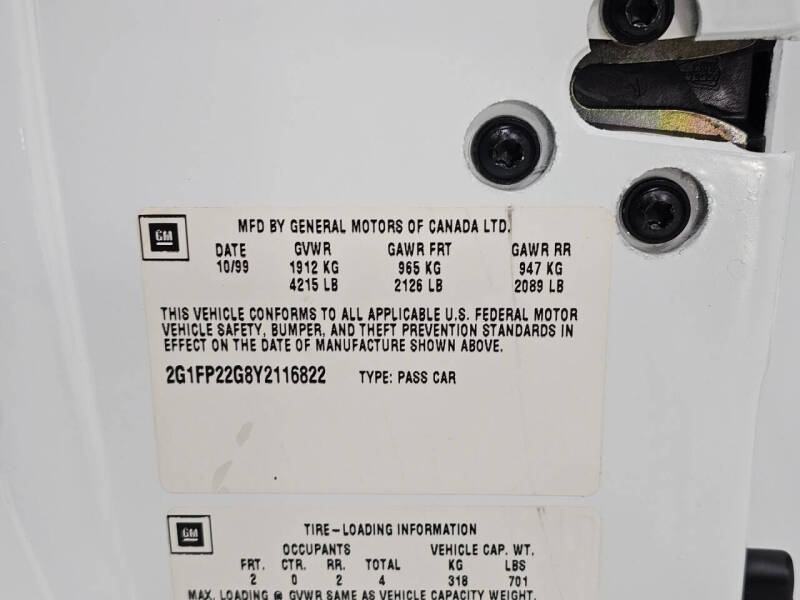 GM
MFD BY GENERAL MOTORS OF CANADA LTD.
DATE GVWR GAWR FRT GAWR RR
10/99 1912 KG 965 KG 947 KG
4215 LB 2126 LB 2089 LB
THIS VEHICLE CONFORMS TO ALL APPLICABLE U.S. FEDERAL MOTOR
VEHICLE SAFETY, BUMPER, AND THEFT PREVENTION STANDARDS IN
EFFECT ON THE DATE OF MANUFACTURE SHOWN ABOVE.
2G1FP22G8Y2116822 TYPE: PASS CAR
GM
TIRE-LOADING INFORMATION
OCCUPANTS VEHICLE CAP. WT.
FRT. CTR. RR. TOTAL KG LBS
2 0 2 4 318 701
MAX. LOADING @ GVWR SAME AS VEHICLE CAPACITY WEIGHT.